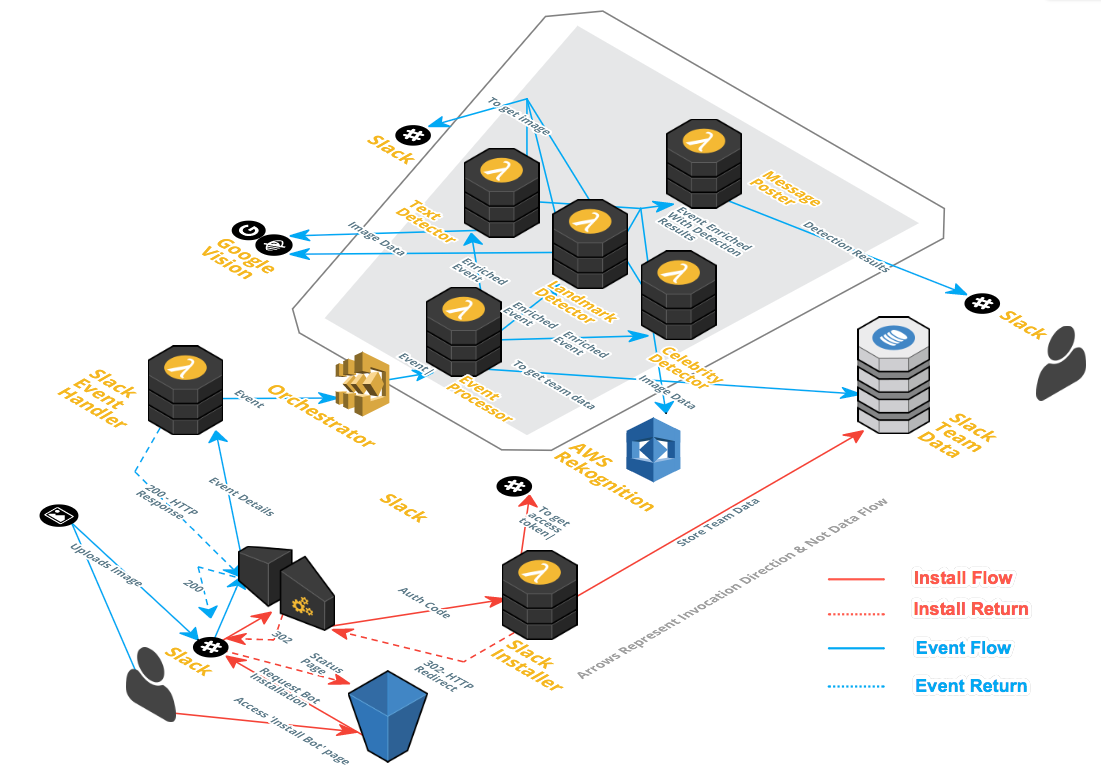 To get image
Slack
Message
Poster
Text
Detector
Event Enriched
With Detection
Results
Detection Results
Image Data
Google
Vision
Enriched
Event
Landmark
Detector
Enriched
Event
Enriched
Event
Slack
Celebrity
Detector
Event
Event
Processor
To get team data
Image Data
Slack
Event
Handler
Event
Orchestrator
AWS
Rekognition
Slack
Team
Data
200 - HTTP
Response
Event Details
Slack
To get
access
token
Store Team Data
Arrows Represent Invocation Direction & Not Data Flow
Uploads Image
200
Auth Code
302
Slack
Status
Page
Request Bot
Installation
302- HTTP
Redirect
Slack
Installer
Access 'Install Bot' page
Install Flow
Install Return
Event Flow
Event Return